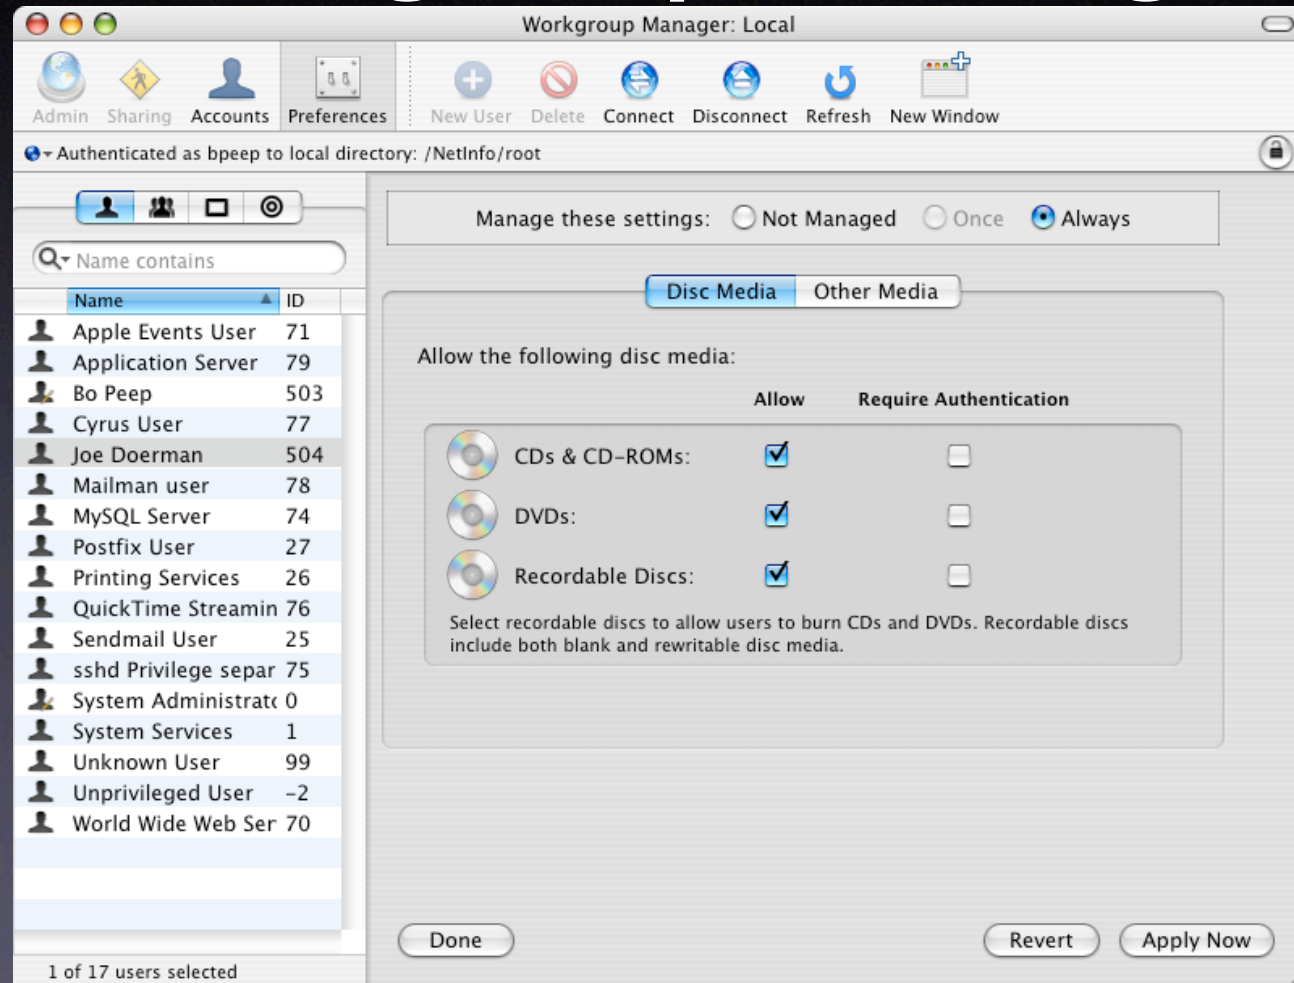 Workgroup Manager: Local
Admin Sharing Accounts Preferences New User Delete Connect Disconnect Refresh New Window
Authenticated as bpeep to local directory: /NetInfo/root
Manage these settings: Not Managed Once Always
Name contains
Name ID
Apple Events User 71
Application Server 79
Bo Peep 503
Cyrus User 77
Joe Doerman 504
Mailman user 78
MySQL Server 74
Postfix User 27
Printing Services 26
QuickTime Streamin 76
Sendmail User 25
sshd Privilege separ 75
System Administrat 0
System Services 1
Unknown User 99
Unprivileged User -2
World Wide Web Ser 70
1 of 17 users selected
Disc Media Other Media
Allow the following disc media:
Allow Require Authentication
CDs & CD-ROMs:
DVDs:
Recordable Discs:
Select recordable discs to allow users to burn CDs and DVDs. Recordable discs
include both blank and rewritable disc media.
Done Revert Apply Now